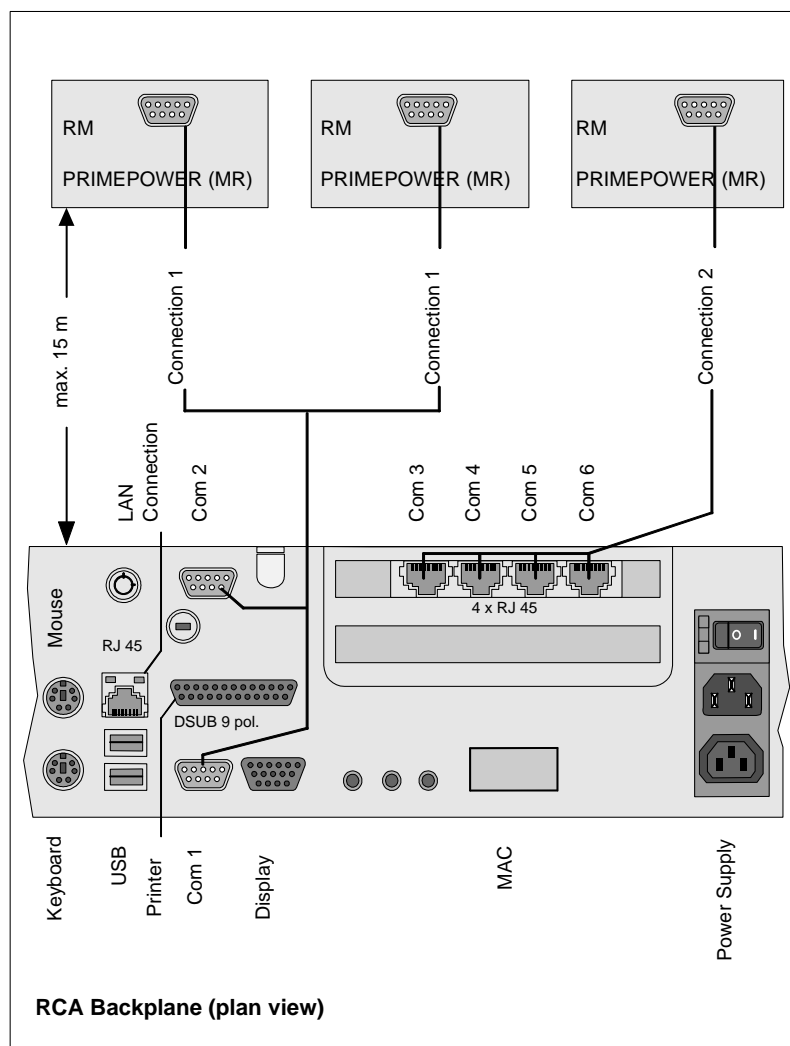 RM
PRIMEPOWER (MR)
RM
PRIMEPOWER (MR)
RM
PRIMEPOWER (MR)
max. 15 m
Connection 1
Connection 1
Connection 2
LAN
Connection
Com 2
Com 3
Com 4
Com 5
Com 6
Mouse
RJ 45
4 x RJ 45
O I
DSUB 9 pol.
Keyboard
USB
Printer
Com 1
Display
MAC
Power Supply
RCA Backplane (plan view)